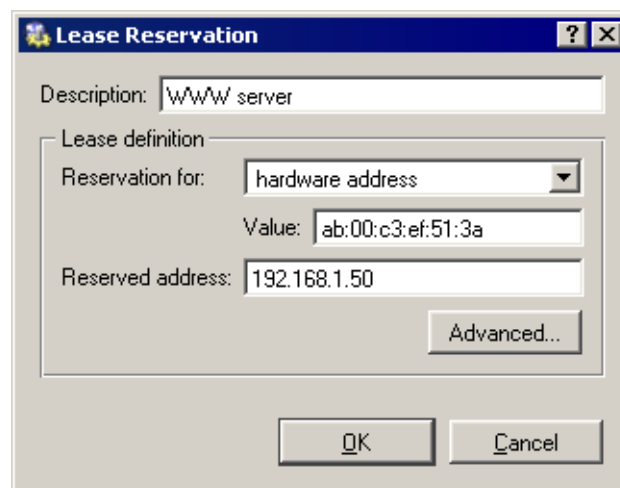 Lease Reservation
Description: WWW server
Lease definition
Reservation for: hardware address
Value: ab:00:c3:ef:51:3a
Reserved address: 192.168.1.50
Advanced...
OK Cancel